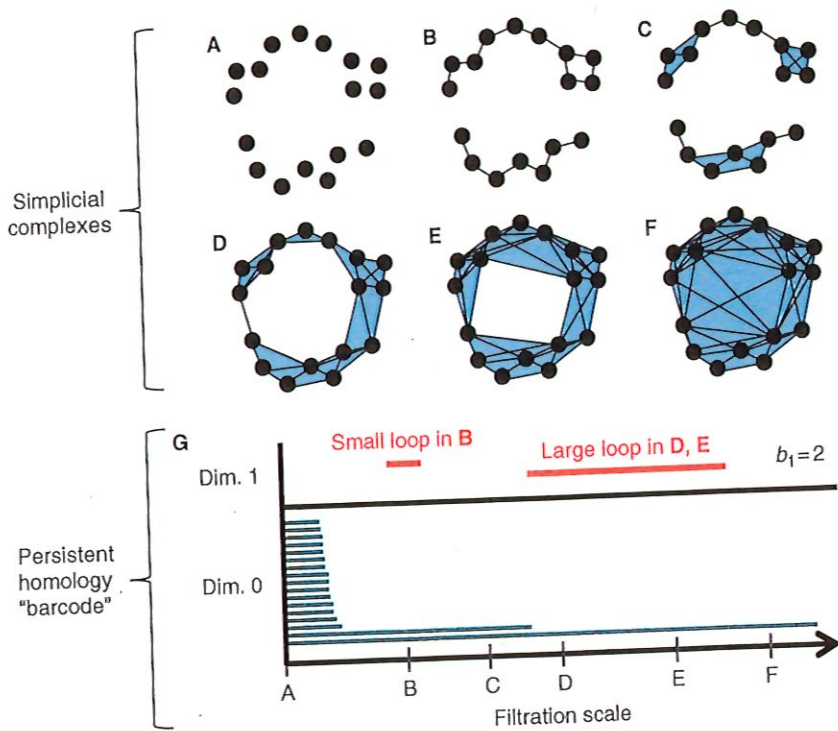 A
B
C
Simplicial
complexes
D
E
F
G
Small loop in B
Large loop in D, E
b1=2
Dim. 1
Persistent
homology
"barcode"
Dim. 0
A
B
C
D
E
F
Filtration scale